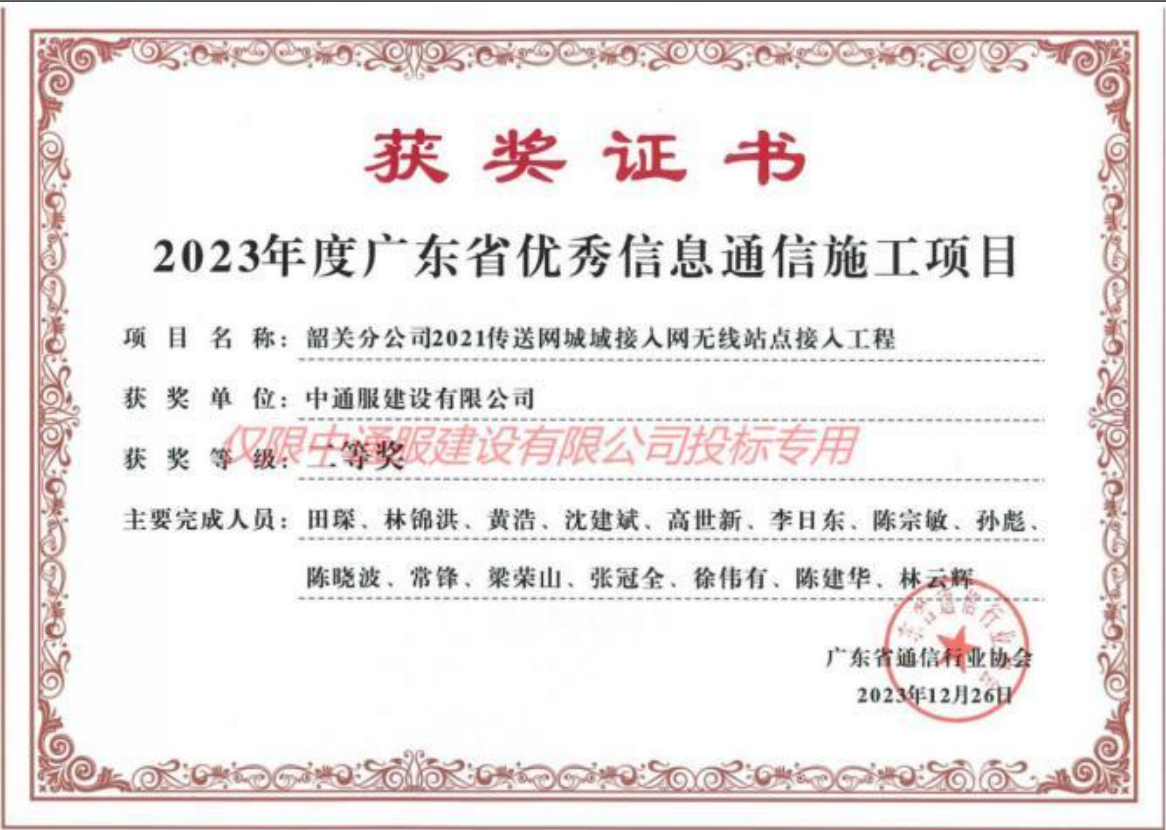 获奖证书
2023年度广东省优秀信息通信施工项目
项目名称：韶关分公司2021传送网城域接入网无线站点接入工程
获奖单位：中通服建设有限公司
获奖等级：二等奖
仅限中通服建设有限公司投标专用
主要完成人员：田琛、林锦洪、黄浩、沈建斌、高世新、李日东、陈宗敏、孙彪、
陈晓波、常锋、梁荣山、张冠全、徐伟有、陈建华、林云辉
广东省通信行业协会
2023年12月26日